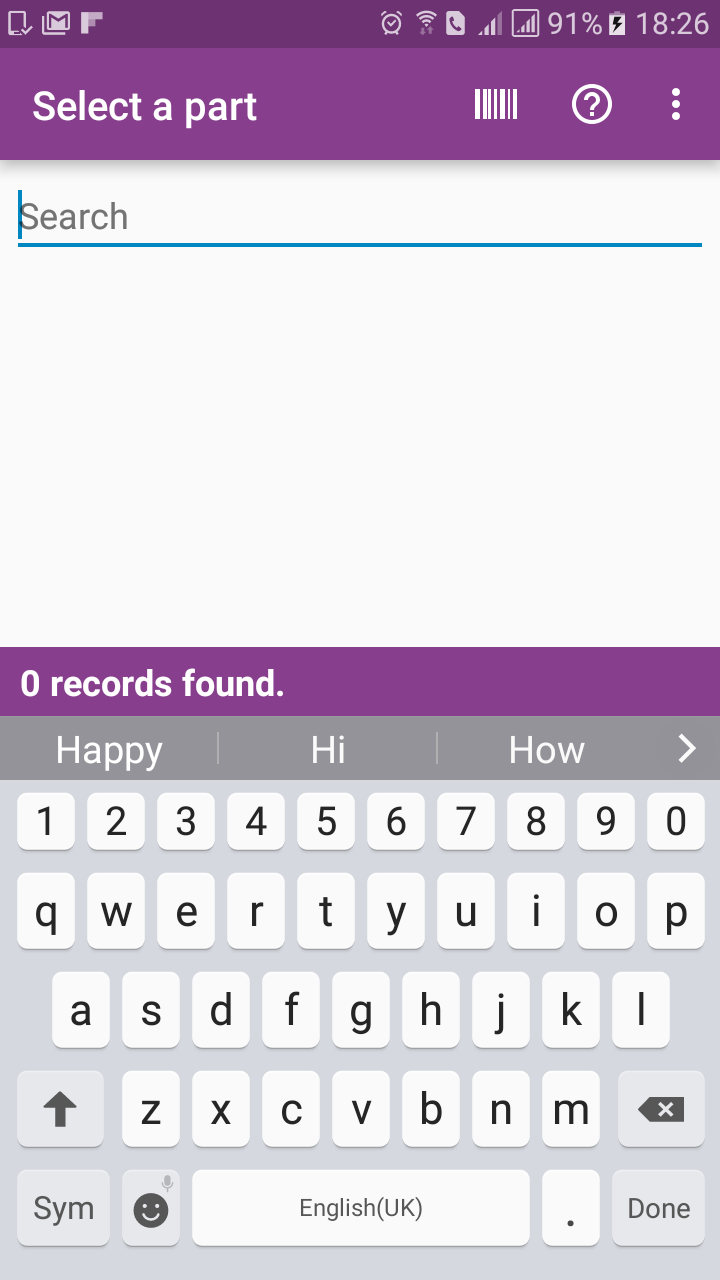 91% 18:26
Select a part
Search
0 records found.
Happy Hi How
1 2 3 4 5 6 7 8 9 0
q w e r t y u i o p
a s d f g h j k l
z x c v b n m
Sym English(UK) . Done